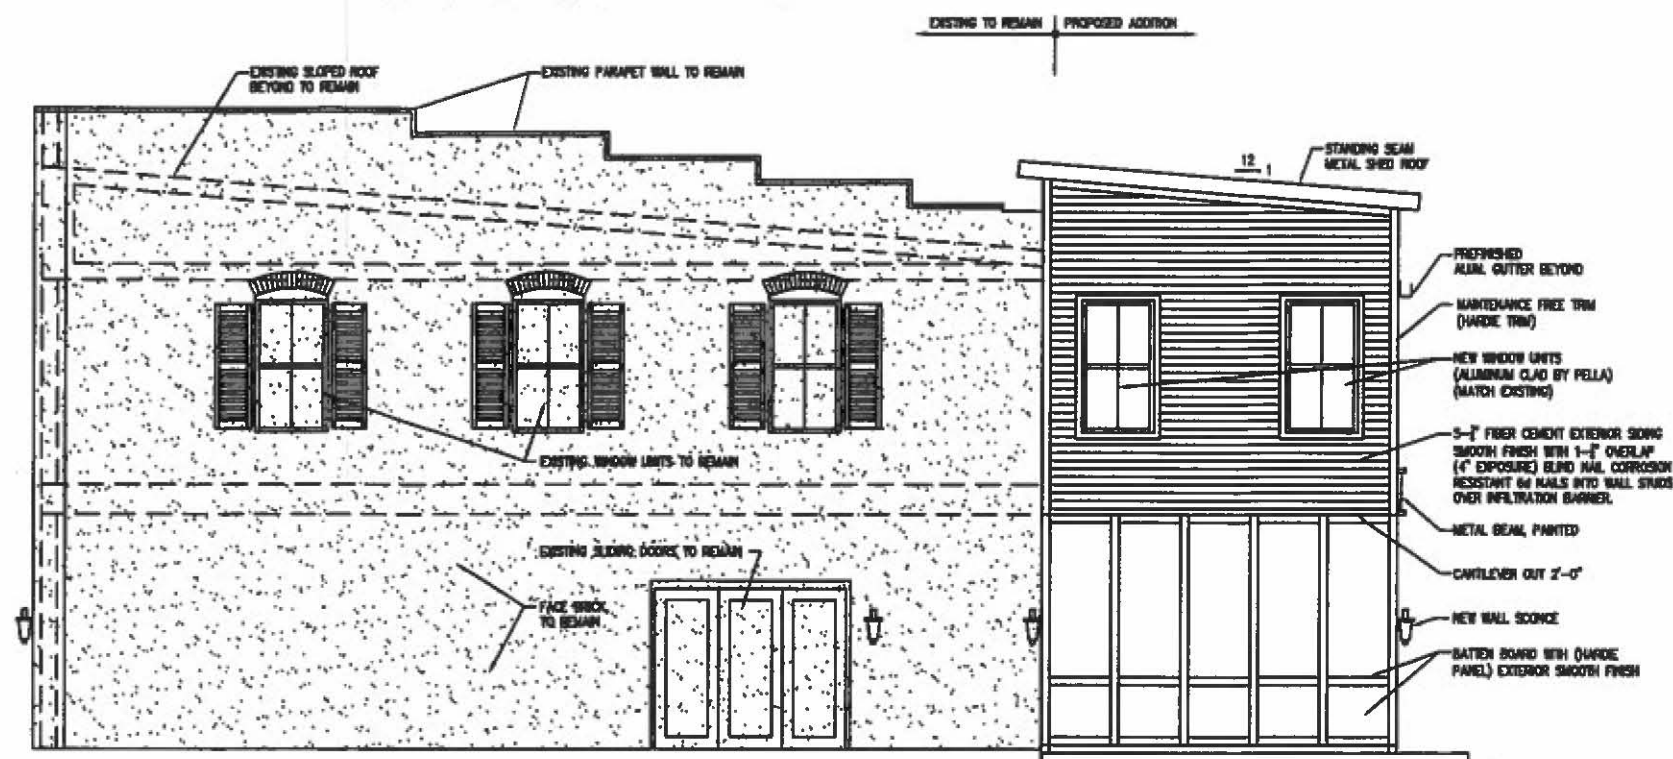 EXISTING TO REMAIN
PROPOSED ADDITION
EXISTING SLOPED ROOF
BEYOND TO REMAIN
EXISTING PARAPET WALL TO REMAIN
12
1
STANDING SEAM
METAL SHED ROOF
PREFINISHED
ALUM. GUTTER BEYOND
MAINTENANCE FREE TRIM
(HARDIE TRIM)
NEW WINDOW UNITS
(ALUMINUM CLAD BY PELLA)
(MATCH EXISTING)
EXISTING WINDOW UNITS TO REMAIN
FIBER CEMENT EXTERIOR SIDING
SMOOTH FINISH WITH OVERLAP
(4" EXPOSURE) BLIND NAIL CORROSION
RESISTANT 6d NAILS INTO WALL STUDS
OVER INFILTRATION BARRIER.
METAL BEAM, PAINTED
EXISTING SLIDING DOORS TO REMAIN
CANTILEVER OUT 2'-0"
FACE BRICK
TO REMAIN
NEW WALL SCONCE
BATTEN BOARD WITH (HARDIE
PANEL) EXTERIOR SMOOTH FINISH